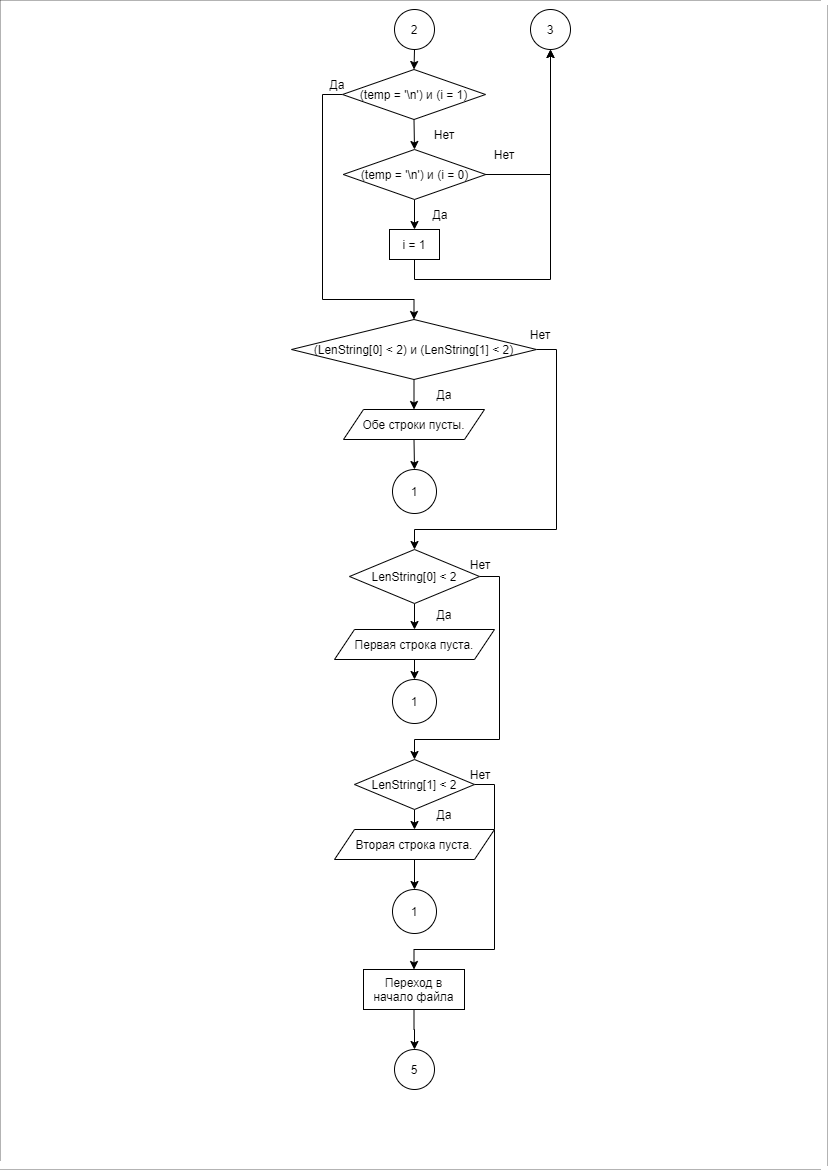 2
3
Да
(temp = '\n') и (i = 1)
Нет
Нет
(temp = '\n') и (i = 0)
Да
i = 1
Нет
(LenString[0] < 2) и (LenString[1] < 2)
Да
Обе строки пусты.
1
Нет
LenString[0] < 2
Да
Первая строка пуста.
1
Нет
LenString[1] < 2
Да
Вторая строка пуста.
1
Переход в
начало файла
5